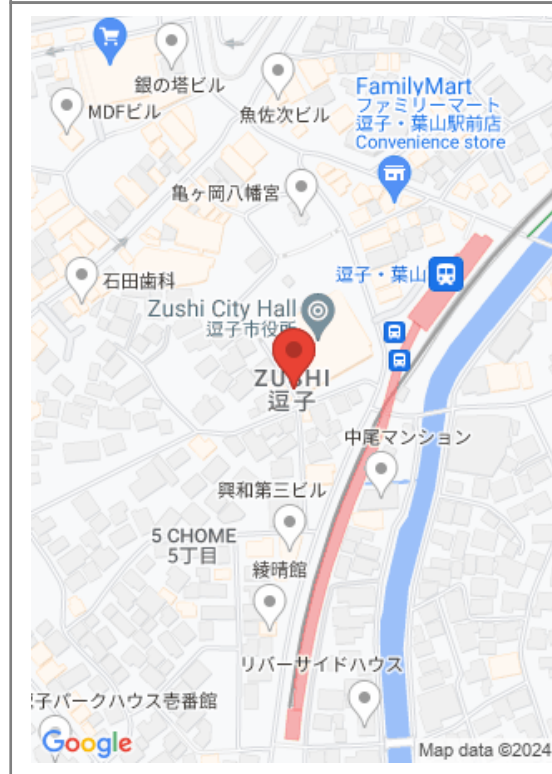 銀の塔ビル
MDFビル
魚佐次ビル
FamilyMart
ファミリーマート
逗子・葉山駅前店
Convenience store
亀ヶ岡八幡宮
石田歯科
逗子・葉山
Zushi City Hall
逗子市役所
ZUSHI
逗子
中尾マンション
興和第三ビル
5 CHOME
5丁目
綾晴館
リバーサイドハウス
子パークハウス壱番館
Google
Map data ©2024